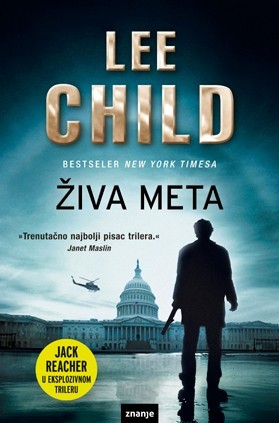 LEE
CHILD
BESTSELER NEW YORK TIMESA
ŽIVA META
»Trenutačno najbolji pisac trilera.«
Janet Maslin
JACK
REACHER
U EKSPLOZIVNOM
TRILERU
znanje